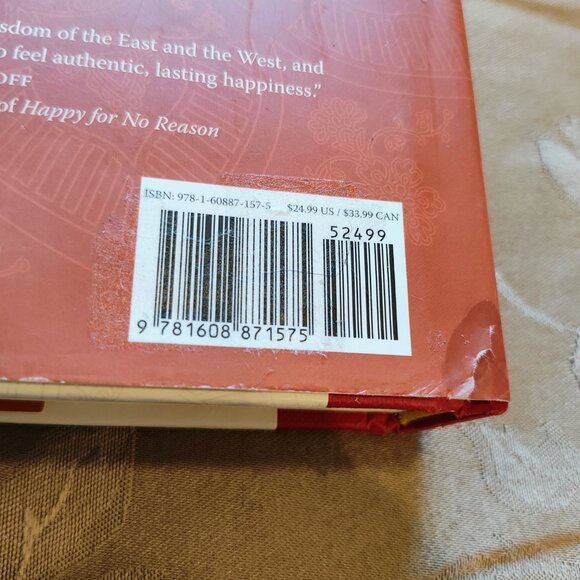 sdom of the East and the West, and
o feel authentic, lasting happiness.”
OFF
of Happy for No Reason
ISBN: 978-1-60887-157-5 $24.99 US / $33.99 CAN
52499
9 781608 871575